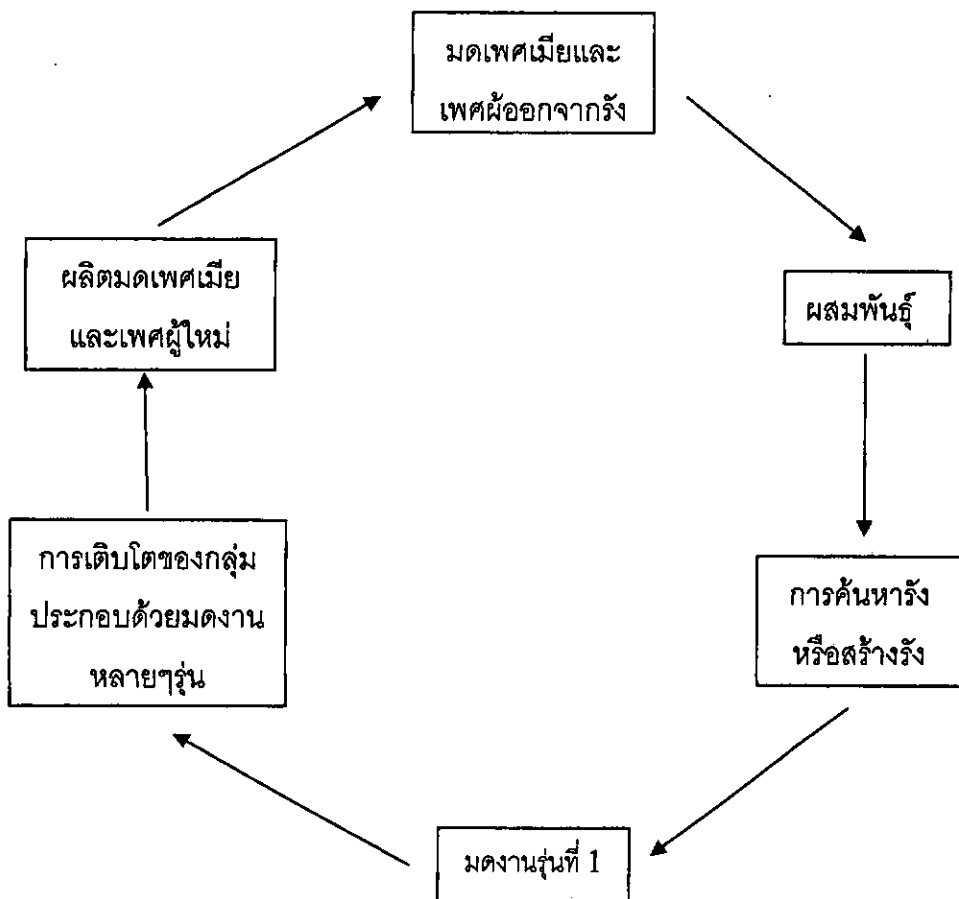 มดเพศเมียและ
เพศผ้ออกจากรัง
ผสมพันธุ์
การค้นหารัง
หรือสร้างรัง
มดงานรุ่นที่ 1
การเติบโตของกลุ่ม
ประกอบด้วยมดงาน
หลายๆรุ่น
ผลิตมดเพศเมีย
และเพศผู้ใหม่